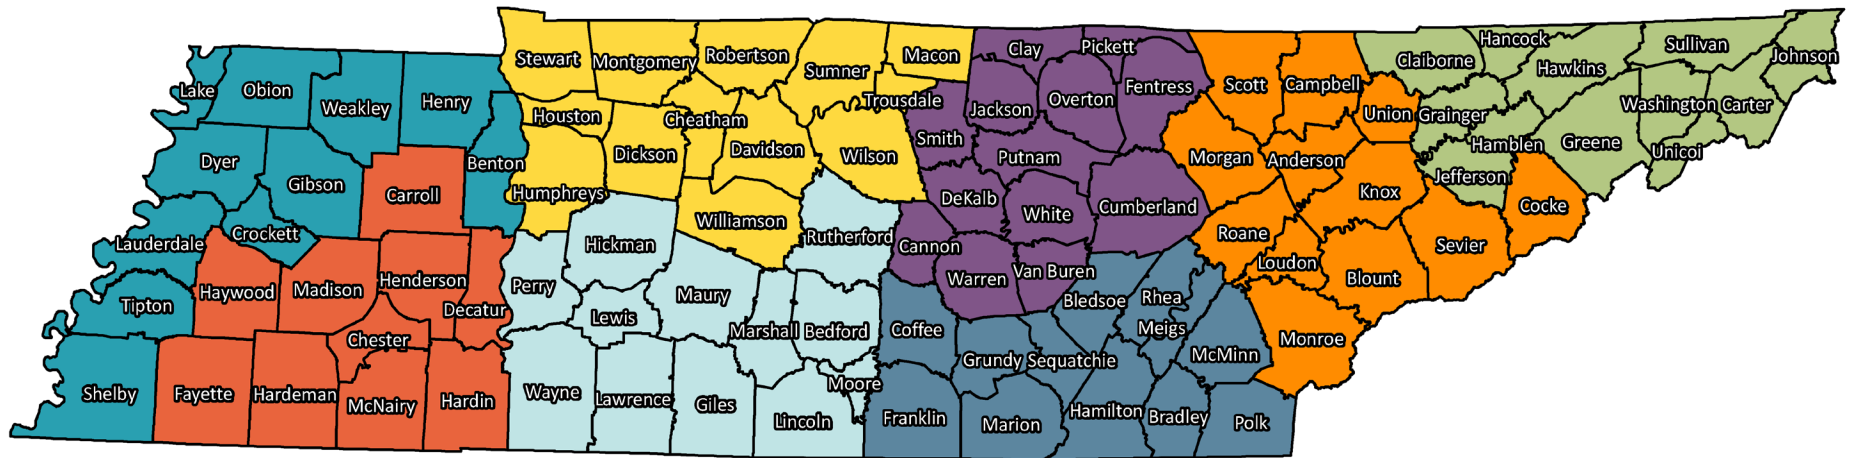 Lake
Obion
Weakley
Henry
Dyer
Gibson
Carroll
Benton
Lauderdale
Crockett
Haywood
Madison
Henderson
Decatur
Tipton
Chester
Shelby
Fayette
Hardeman
McNairy
Hardin
Stewart
Montgomery
Robertson
Sumner
Macon
Trousdale
Houston
Cheatham
Dickson
Davidson
Wilson
Humphreys
Williamson
Rutherford
Hickman
Perry
Lewis
Maury
Marshall
Bedford
Wayne
Lawrence
Giles
Lincoln
Moore
Clay
Pickett
Fentress
Jackson
Overton
Smith
Putnam
DeKalb
White
Cumberland
Cannon
Warren
Van Buren
Coffee
Grundy
Sequatchie
Bledsoe
Rhea
Meigs
McMinn
Franklin
Marion
Hamilton
Bradley
Polk
Scott
Campbell
Union
Morgan
Anderson
Knox
Roane
Loudon
Blount
Sevier
Cocke
Monroe
Claiborne
Hancock
Hawkins
Sullivan
Johnson
Grainger
Hamblen
Greene
Washington
Carter
Unicoi
Jefferson